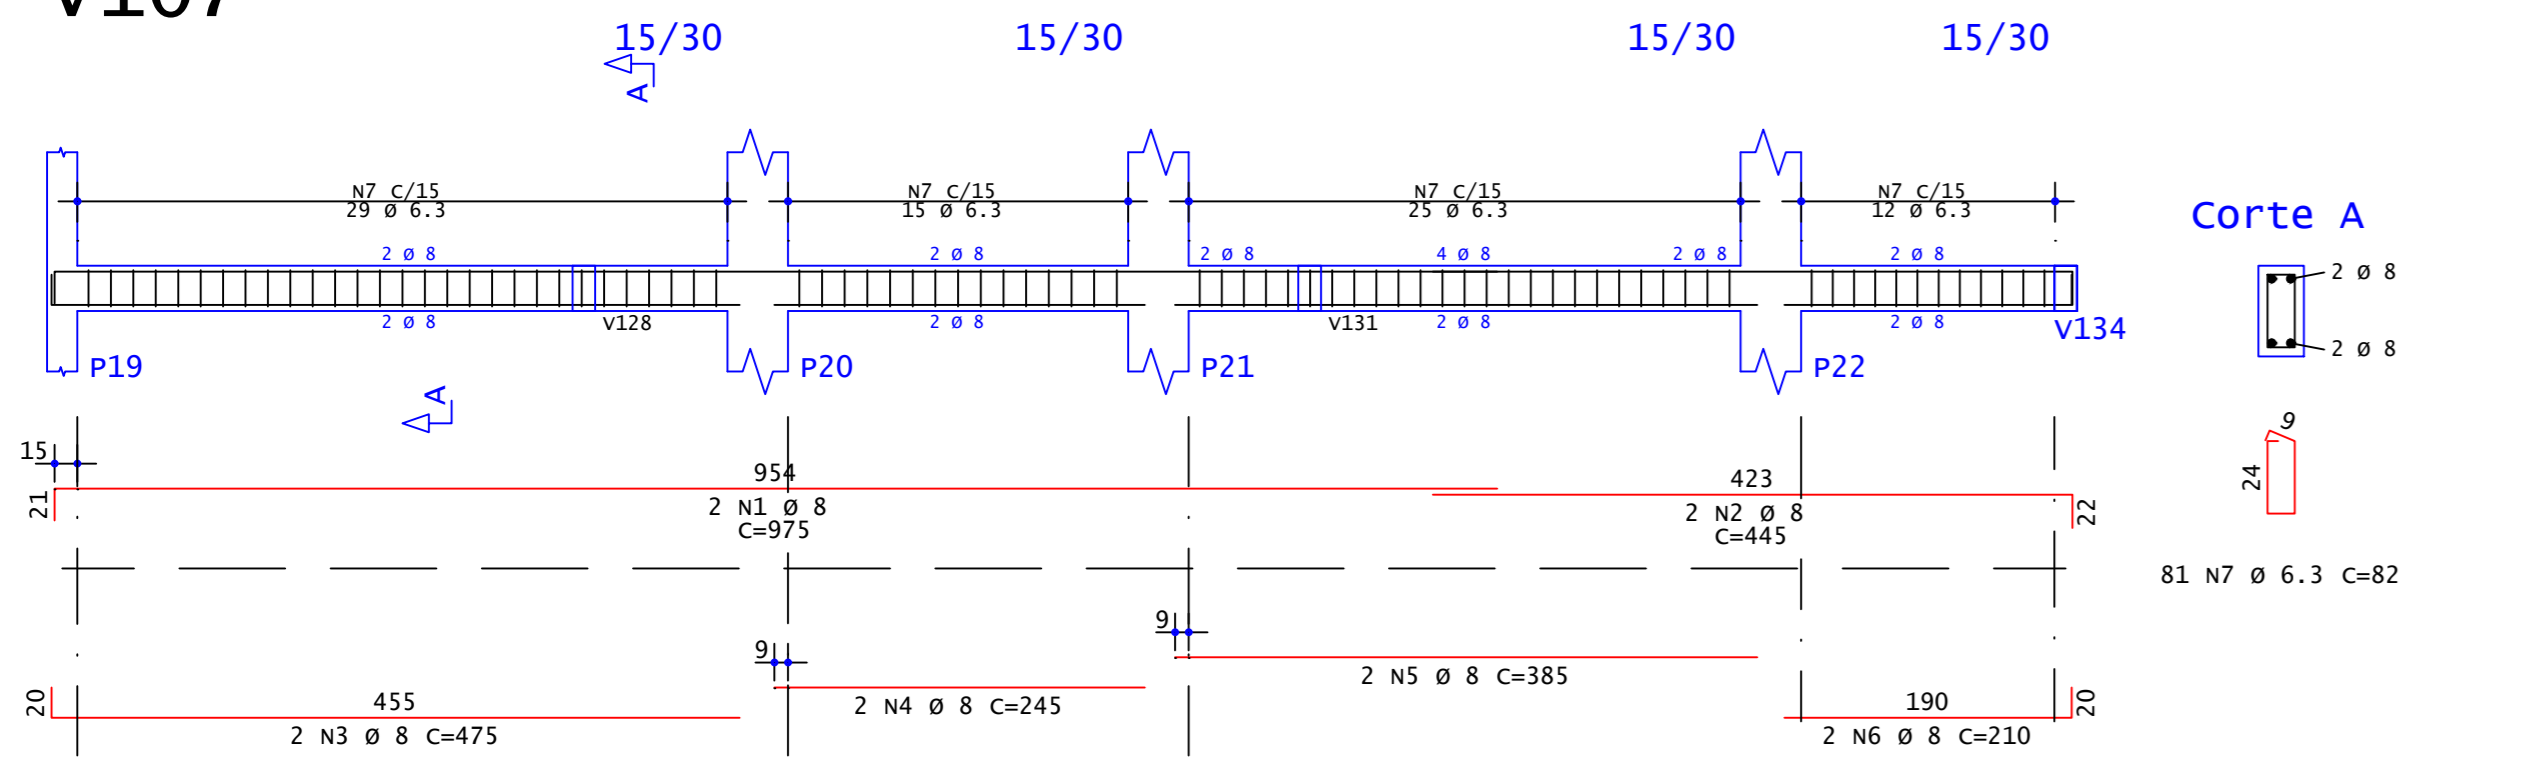 V107
15/30 15/30 15/30 15/30
A
N7 C/15 N7 C/15 N7 C/15 N7 C/15
29 Ø 6.3 15 Ø 6.3 25 Ø 6.3 12 Ø 6.3
Corte A
2 Ø 8 2 Ø 8 2 Ø 8 4 Ø 8 2 Ø 8 2 Ø 8
2 Ø 8
2 Ø 8 V128 2 Ø 8 V131 2 Ø 8 2 Ø 8 V134
2 Ø 8
P19 P20 P21 P22
A
9
15
24
954 423
21 22
2 N1 Ø 8 2 N2 Ø 8
C=975 C=445
81 N7 Ø 6.3 C=82
9
9
2 N5 Ø 8 C=385
20 455 190 20
2 N4 Ø 8 C=245
2 N3 Ø 8 C=475 2 N6 Ø 8 C=210